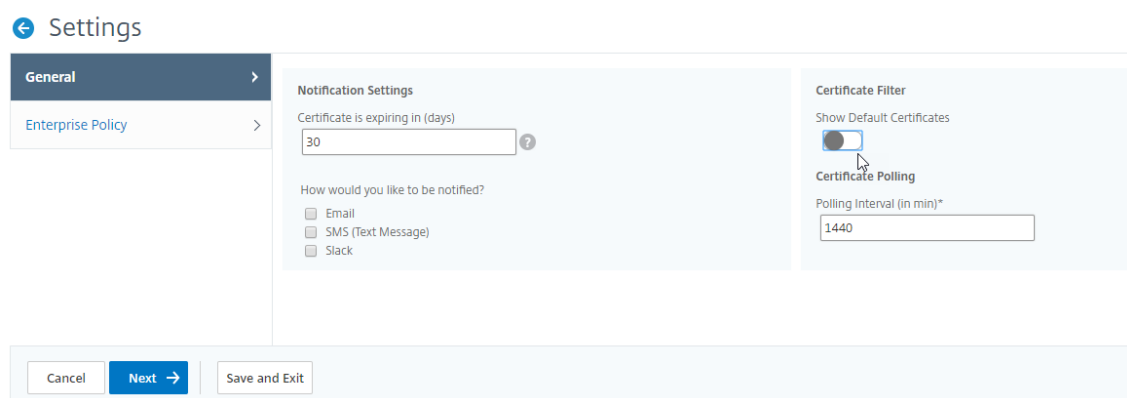 Settings
General
Enterprise Policy
Notification Settings
Certificate is expiring in (days)
30
?
How would you like to be notified?
Email
SMS (Text Message)
Slack
Certificate Filter
Show Default Certificates
Certificate Polling
Polling Interval (in min)*
1440
Cancel
Next
Save and Exit